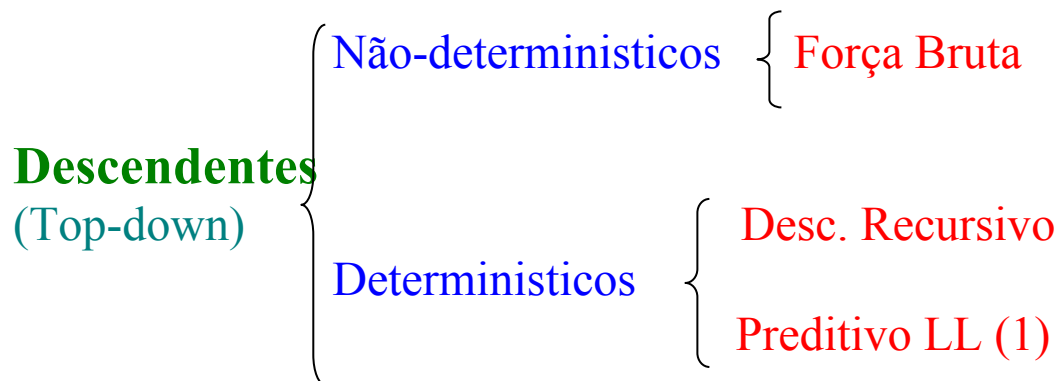 Não-deterministicos
Força Bruta
Descendentes
(Top-down)
Desc. Recursivo
Deterministicos
Preditivo LL (1)